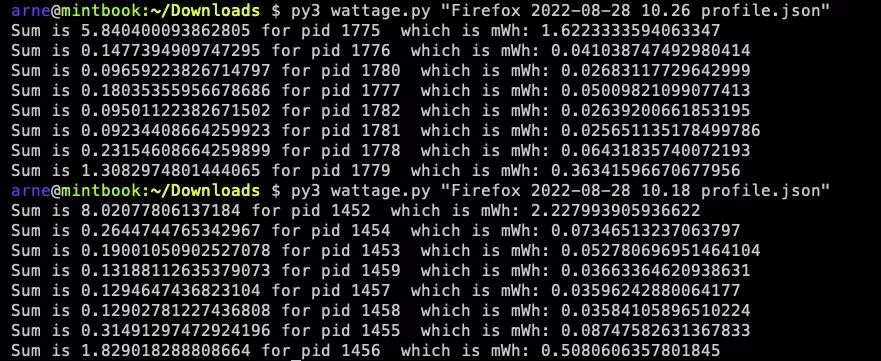 arne@mintbook:~/Downloads $ py3 wattage.py "Firefox 2022-08-28 10.26 profile.json"
Sum is 5.840400093862805 for pid 1775  which is mWh: 1.6223333594063347
Sum is 0.1477394909747295 for pid 1776  which is mWh: 0.041038747492980414
Sum is 0.09659223826714797 for pid 1780  which is mWh: 0.02683117729642999
Sum is 0.18035355956678686 for pid 1777  which is mWh: 0.05009821099077413
Sum is 0.09501122382671502 for pid 1782  which is mWh: 0.02639200661853195
Sum is 0.09234408664259923 for pid 1781  which is mWh: 0.025651135178499786
Sum is 0.23154608664259899 for pid 1778  which is mWh: 0.06431835740072193
Sum is 1.3082974801444065 for pid 1779  which is mWh: 0.36341596670677956
arne@mintbook:~/Downloads $ py3 wattage.py "Firefox 2022-08-28 10.18 profile.json"
Sum is 8.02077806137184 for pid 1452  which is mWh: 2.227993905936622
Sum is 0.2644744765342967 for pid 1454  which is mWh: 0.07346513237063797
Sum is 0.19001050902527078 for pid 1453  which is mWh: 0.052780696951464104
Sum is 0.13188112635379073 for pid 1459  which is mWh: 0.03663364620938631
Sum is 0.1294647436823104 for pid 1457  which is mWh: 0.03596242880064177
Sum is 0.12902781227436808 for pid 1458  which is mWh: 0.03584105896510224
Sum is 0.31491297472924196 for pid 1455  which is mWh: 0.08747582631367833
Sum is 1.829018288808664 for pid 1456  which is mWh: 0.5080606357801845